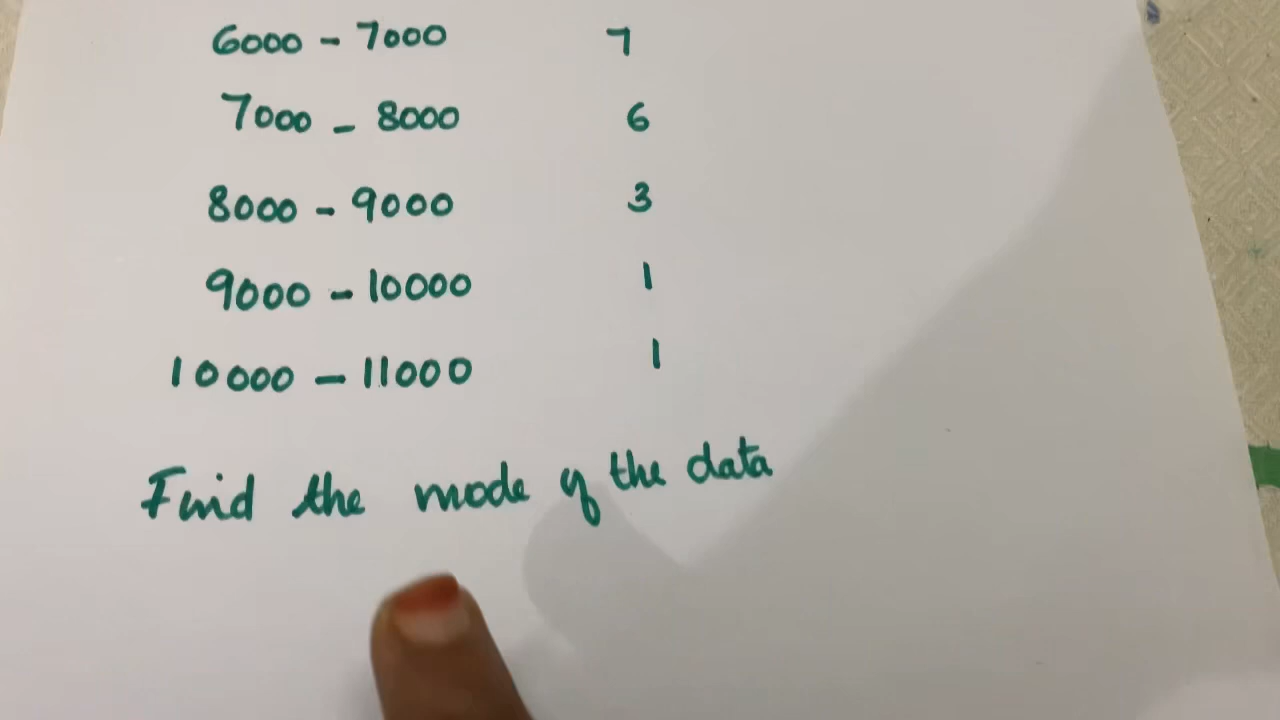 6000 - 7000 7
7000 - 8000 6
8000 - 9000 3
9000 - 10000 1
10000 - 11000 1
Find the mode of the data